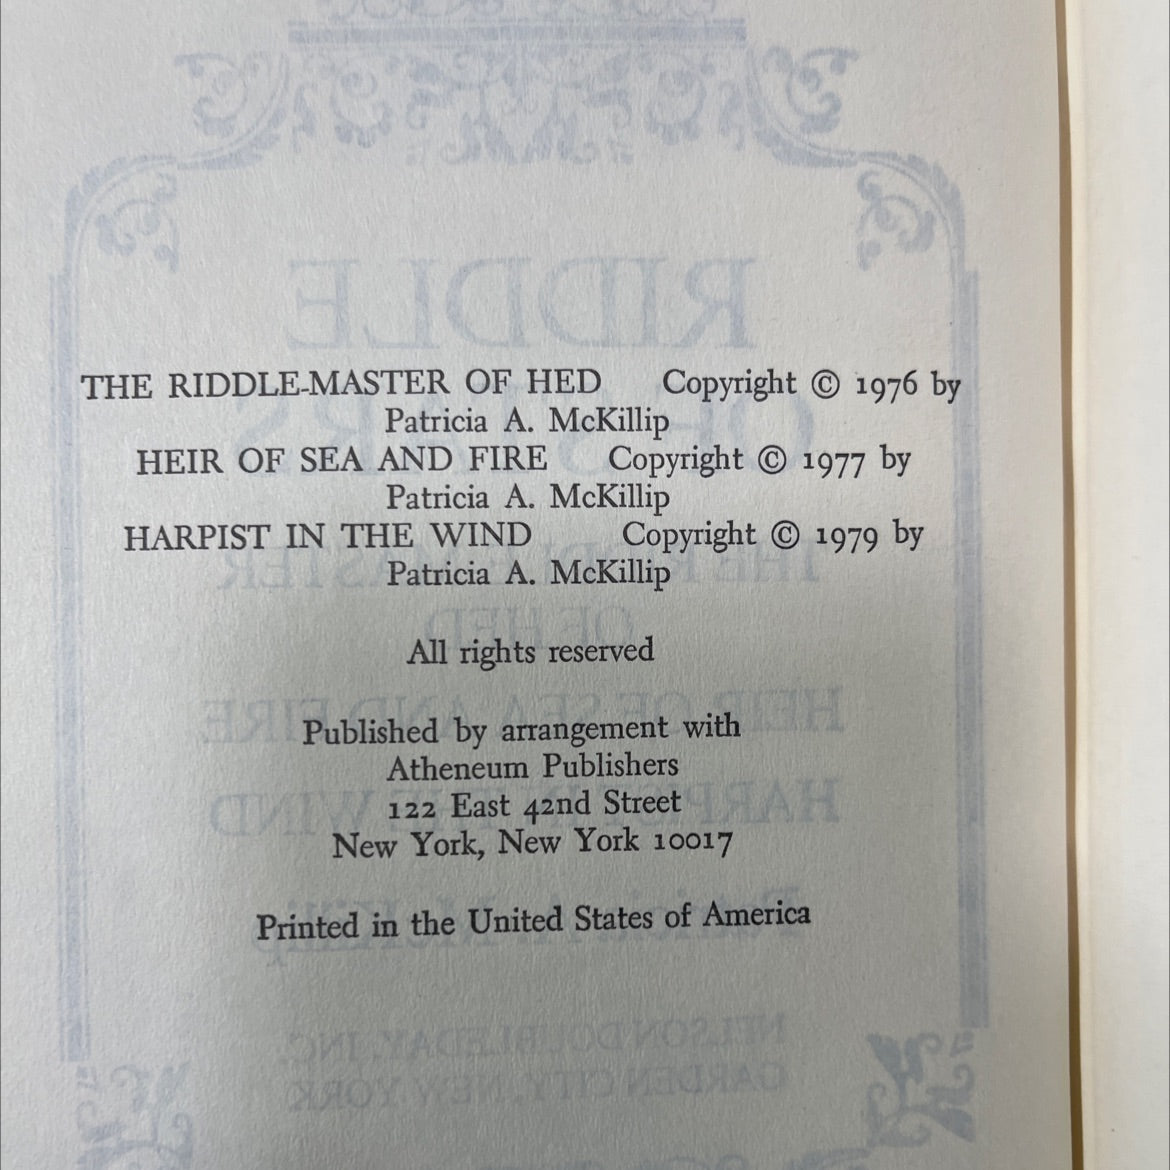 THE RIDDLE-MASTER OF HED Copyright © 1976 by
Patricia A. McKillip
HEIR OF SEA AND FIRE Copyright © 1977 by
Patricia A. McKillip
HARPIST IN THE WIND Copyright © 1979 by
Patricia A. McKillip
All rights reserved
Published by arrangement with
Atheneum Publishers
122 East 42nd Street
New York, New York 10017
Printed in the United States of America